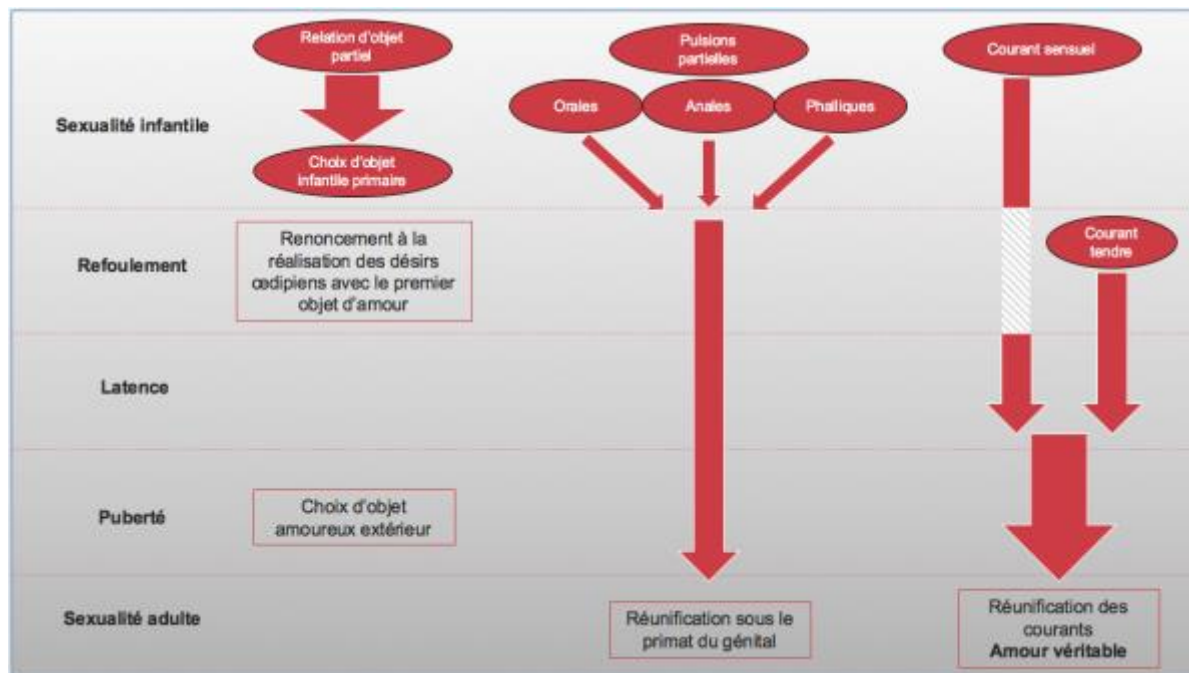 Relation d'objet
partiel
Pulsions
partielles
Courant sensuel
Orales
Anales
Phalliques
Sexualité infantile
Choix d'objet
infantile primaire
Refoulement
Renoncement à la
réalisation des désirs
œdipiens avec le premier
objet d'amour
Courant
tendre
Latence
Puberté
Choix d'objet
amoureux extérieur
Sexualité adulte
Réunification sous le
primat du génital
Réunification des
courants
Amour véritable